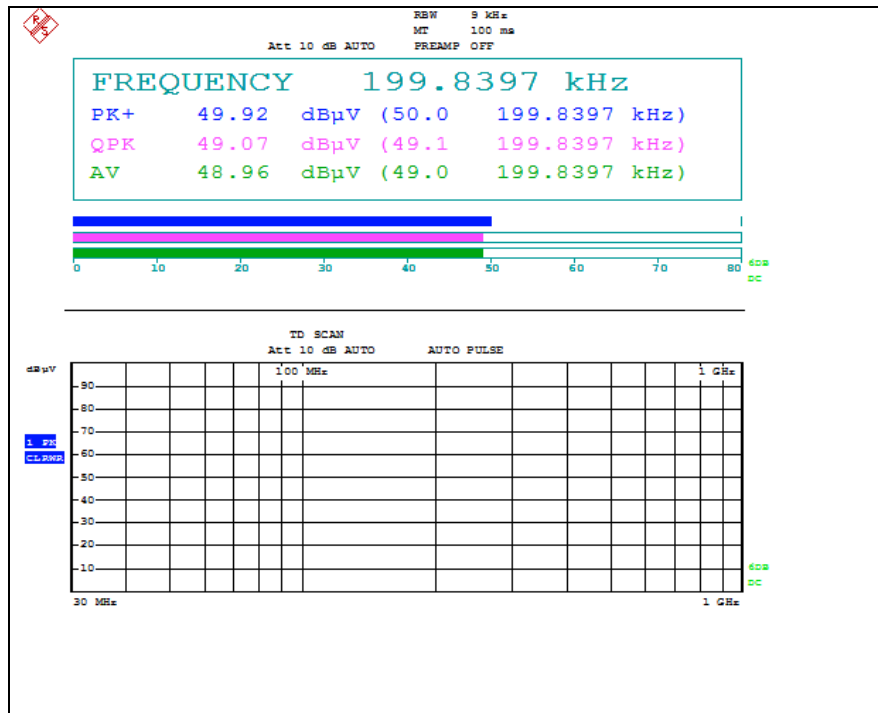 R S
RBW 9 kHz
MT 100 ms
Att 10 dB AUTO PREAMP OFF
FREQUENCY 199.8397 kHz
PK+ 49.92 dBµV (50.0 199.8397 kHz)
QPK 49.07 dBµV (49.1 199.8397 kHz)
AV 48.96 dBµV (49.0 199.8397 kHz)
0 10 20 30 40 50 60 70 80
6DB
DC
TD SCAN
Att 10 dB AUTO AUTO PULSE
dBµV
100 MHz 1 GHz
90
80
70
1 PK
60
CLRWR
50
40
30
20
10
6DB
DC
30 MHz 1 GHz